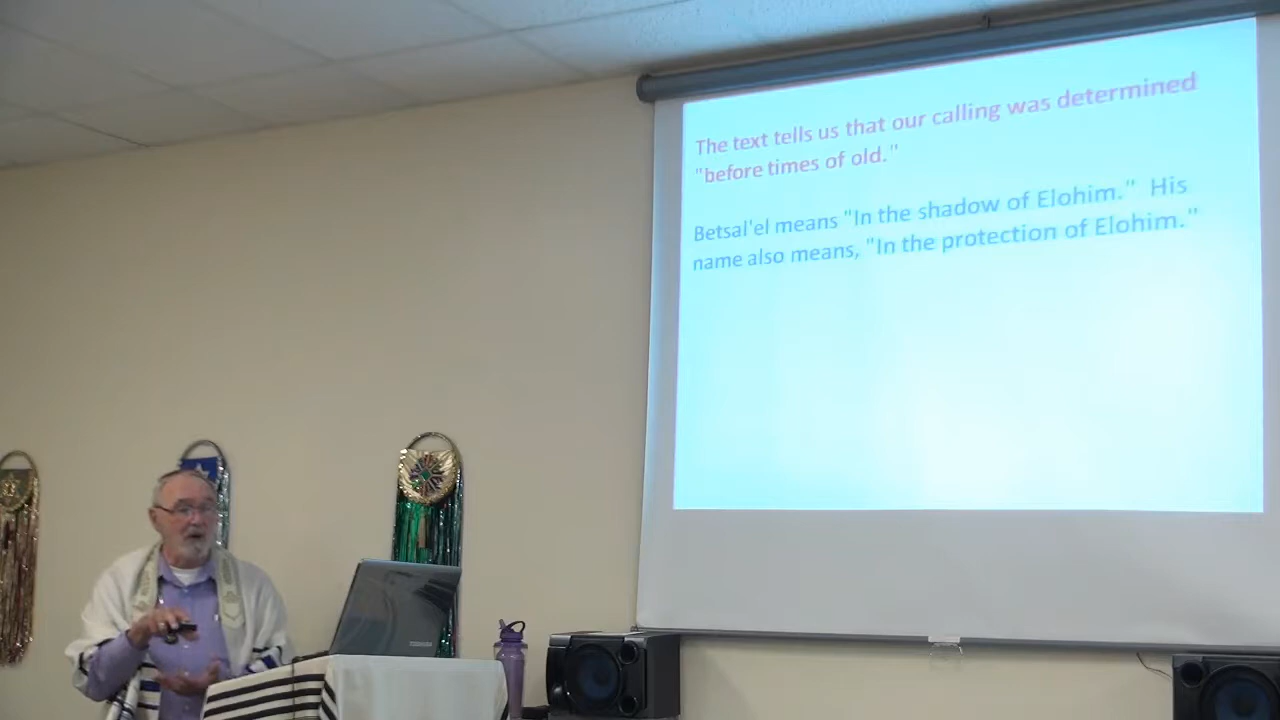 The text tells us that our calling was determined
"before times of old."
Betsal'el means "In the shadow of Elohim." His
name also means, "In the protection of Elohim."
TOSHIBA